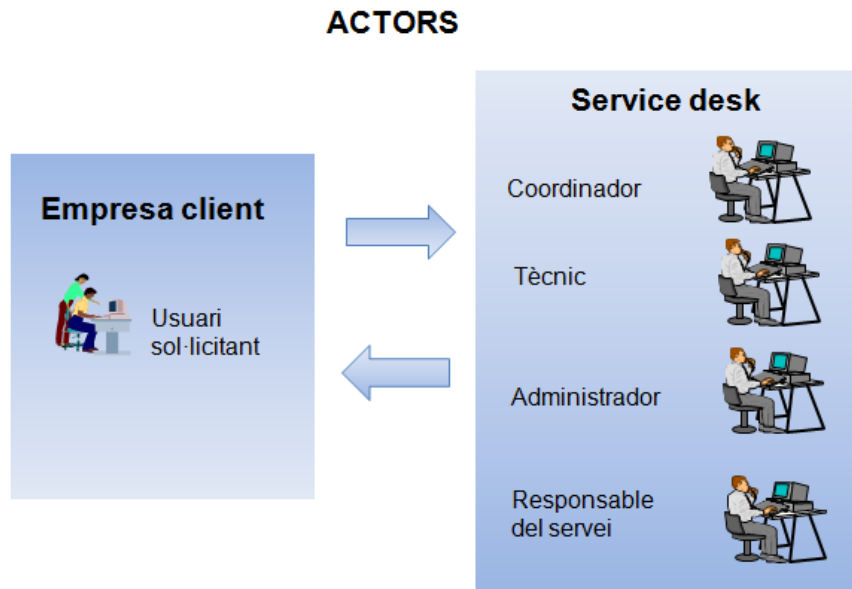 ACTORS
Empresa client
Usuari
sol·licitant
Service desk
Coordinador
Tècnic
Administrador
Responsable
del servei